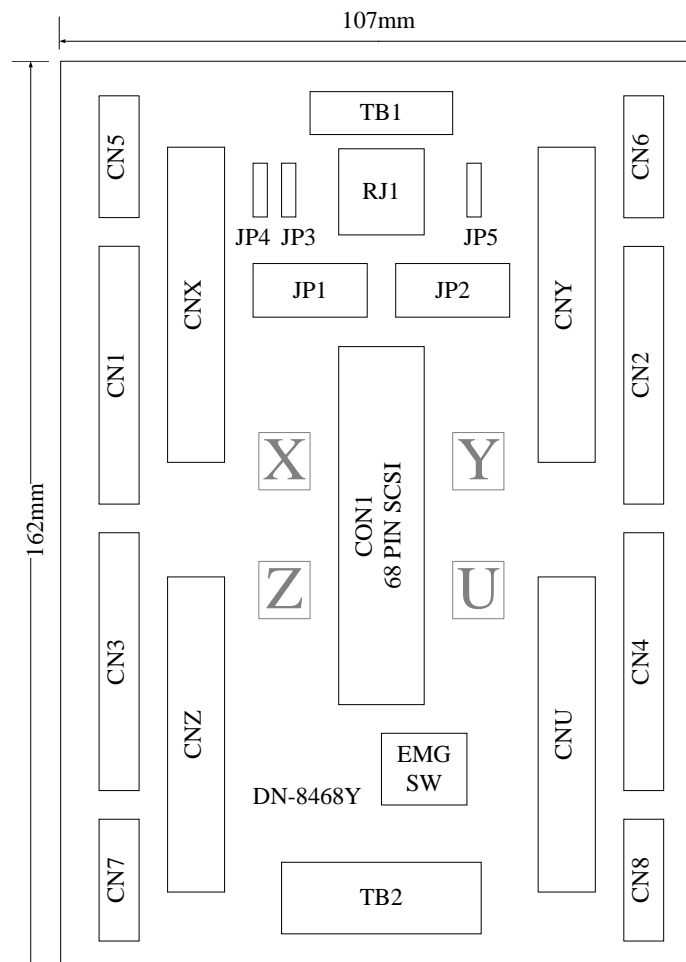 107mm
162mm
TB1
CN5
CN6
CNX
CNY
RJ1
JP4
JP3
JP5
JP1
JP2
CN1
CN2
X
Y
CON1
68 PIN SCSI
Z
U
CN3
CN4
CNZ
CNU
EMG
SW
DN-8468Y
CN7
CN8
TB2